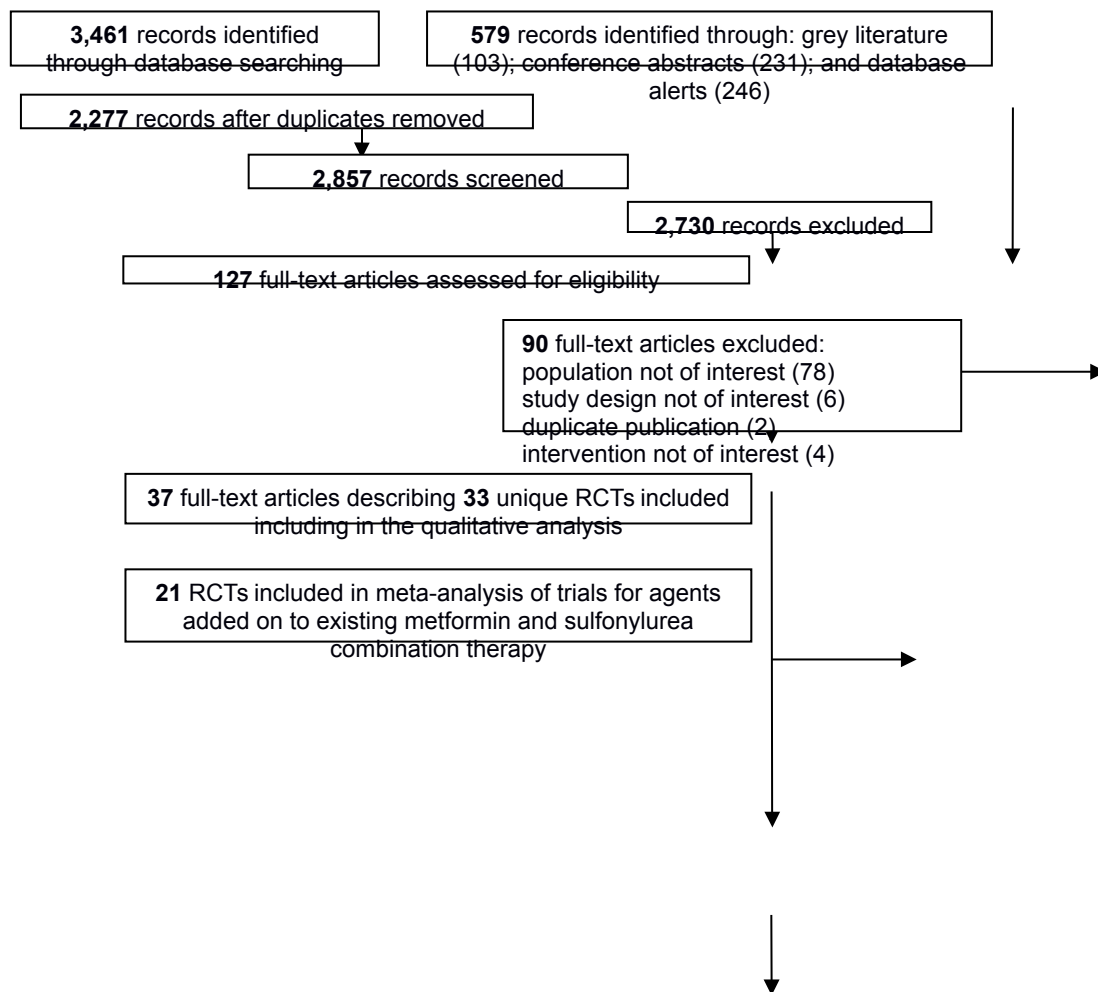 3,461 records identified
through database searching
579 records identified through: grey literature
(103); conference abstracts (231); and database
alerts (246)
2,277 records after duplicates removed
2,857 records screened
2,730 records excluded
127 full-text articles assessed for eligibility
90 full-text articles excluded:
population not of interest (78)
study design not of interest (6)
duplicate publication (2)
intervention not of interest (4)
37 full-text articles describing 33 unique RCTs included
including in the qualitative analysis
21 RCTs included in meta-analysis of trials for agents
added on to existing metformin and sulfonylurea
combination therapy